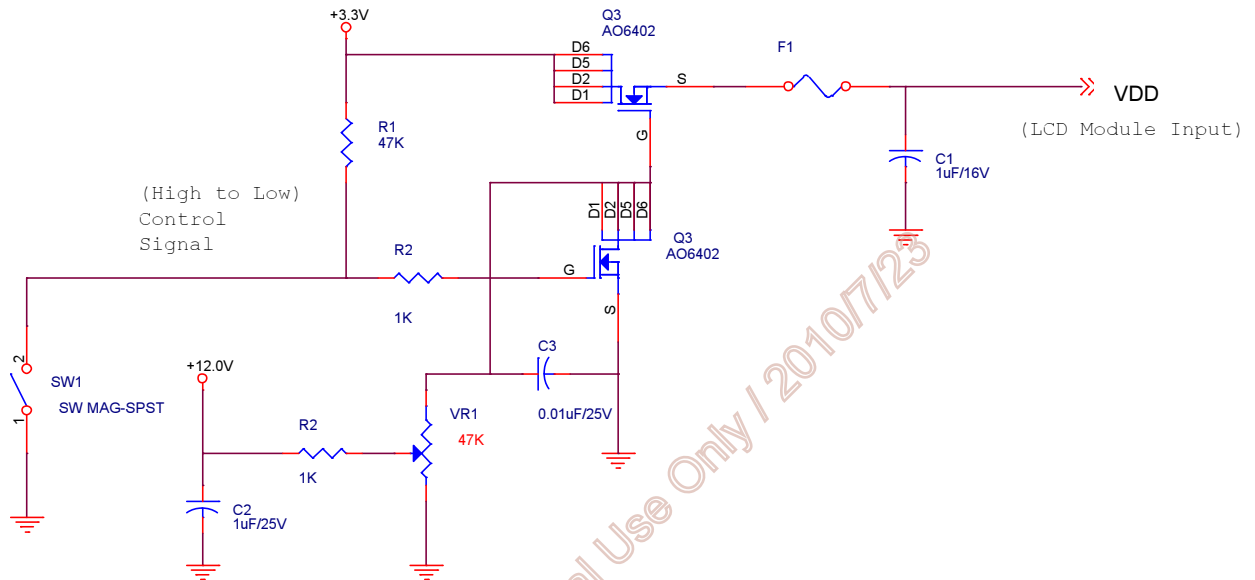 +3.3V
Q3
AO6402
D6
D5
D2
D1
S
G
F1
VDD
(LCD Module Input)
R1
47K
C1
1uF/16V
(High to Low)
Control
Signal
D1
D2
D5
D6
Q3
AO6402
R2
1K
G
S
2
1
SW1
SW MAG-SPST
+12.0V
C3
0.01uF/25V
VR1
47K
R2
1K
C2
1uF/25V
al Use Only / 2010/7/23